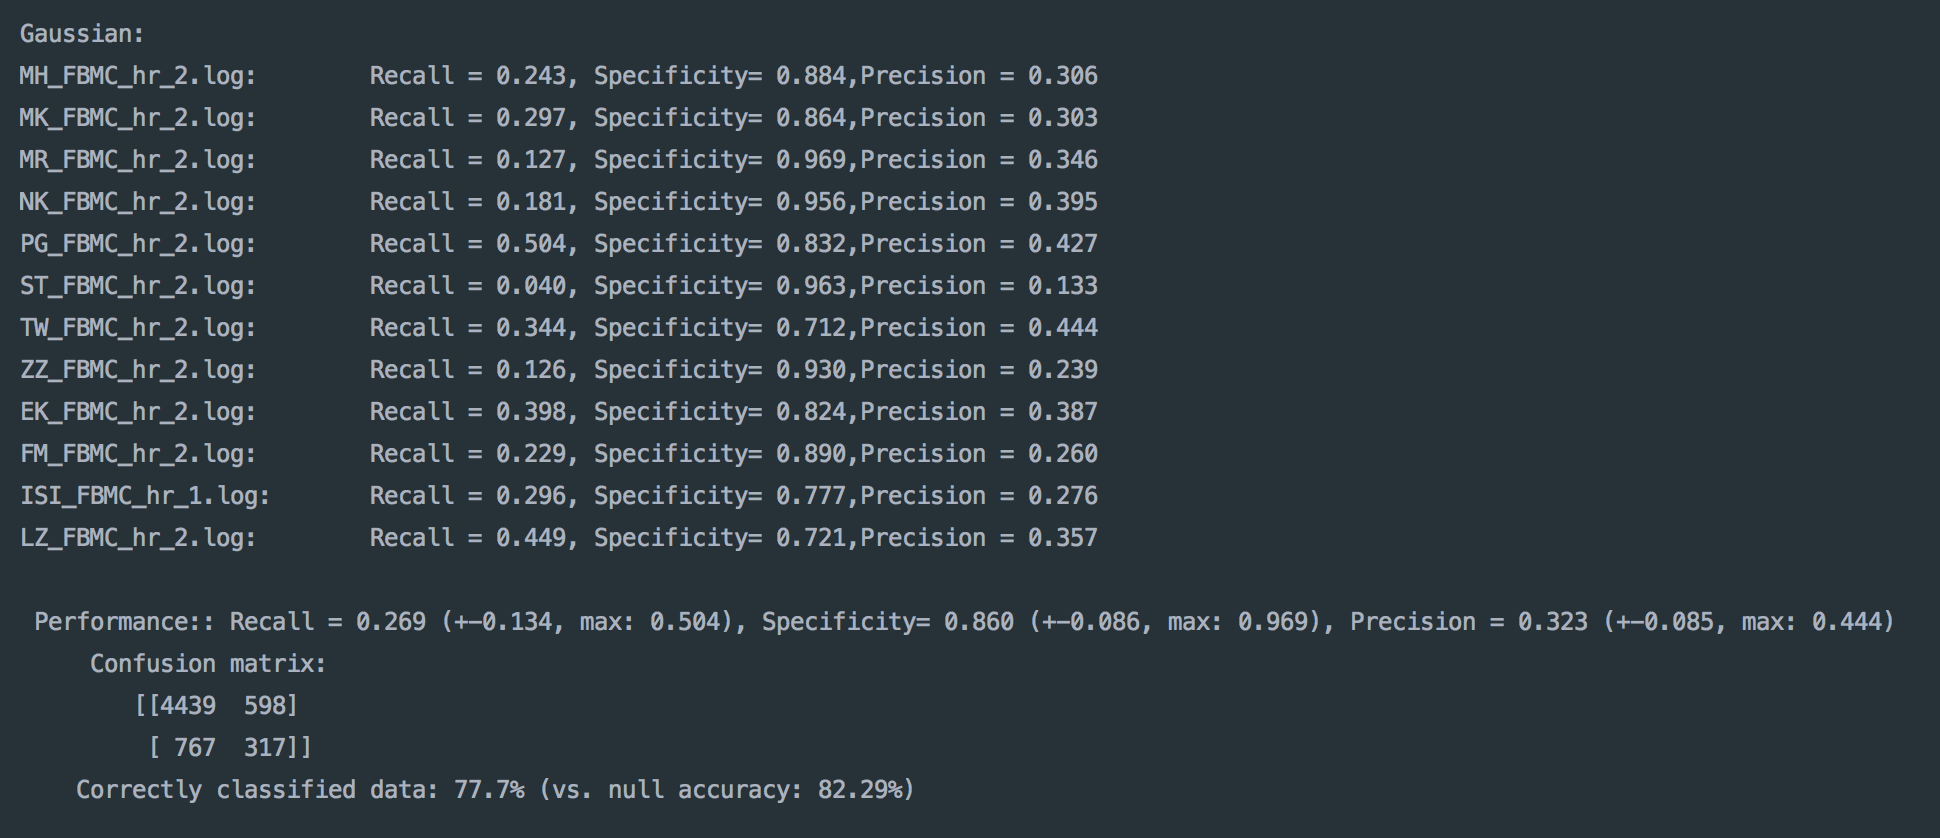 Gaussian:
MH_FBMC_hr_2.log:        Recall = 0.243, Specificity= 0.884,Precision = 0.306
MK_FBMC_hr_2.log:        Recall = 0.297, Specificity= 0.864,Precision = 0.303
MR_FBMC_hr_2.log:        Recall = 0.127, Specificity= 0.969,Precision = 0.346
NK_FBMC_hr_2.log:        Recall = 0.181, Specificity= 0.956,Precision = 0.395
PG_FBMC_hr_2.log:        Recall = 0.504, Specificity= 0.832,Precision = 0.427
ST_FBMC_hr_2.log:        Recall = 0.040, Specificity= 0.963,Precision = 0.133
TW_FBMC_hr_2.log:        Recall = 0.344, Specificity= 0.712,Precision = 0.444
ZZ_FBMC_hr_2.log:        Recall = 0.126, Specificity= 0.930,Precision = 0.239
EK_FBMC_hr_2.log:        Recall = 0.398, Specificity= 0.824,Precision = 0.387
FM_FBMC_hr_2.log:        Recall = 0.229, Specificity= 0.890,Precision = 0.260
ISI_FBMC_hr_1.log:       Recall = 0.296, Specificity= 0.777,Precision = 0.276
LZ_FBMC_hr_2.log:        Recall = 0.449, Specificity= 0.721,Precision = 0.357
 Performance:: Recall = 0.269 (+-0.134, max: 0.504), Specificity= 0.860 (+-0.086, max: 0.969), Precision = 0.323 (+-0.085, max: 0.444)
     Confusion matrix:
        [[4439  598]
         [ 767  317]]
    Correctly classified data: 77.7% (vs. null accuracy: 82.29%)